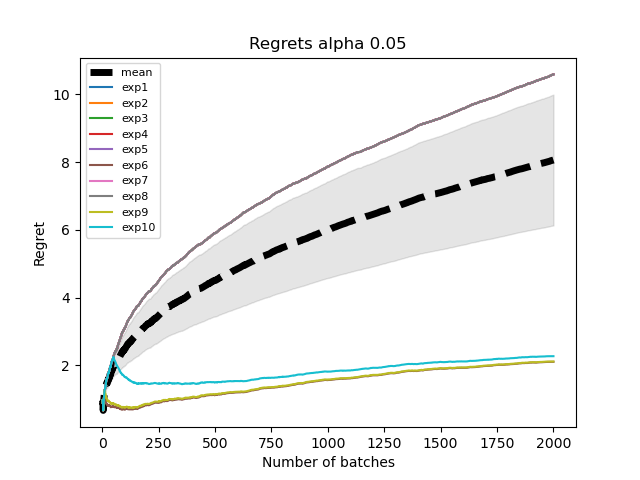 Regrets alpha 0.05
mean
exp1
exp2
exp3
exp4
exp5
exp6
exp7
exp8
exp9
exp10
10
8
6
4
2
Regret
0 250 500 750 1000 1250 1500 1750 2000
Number of batches